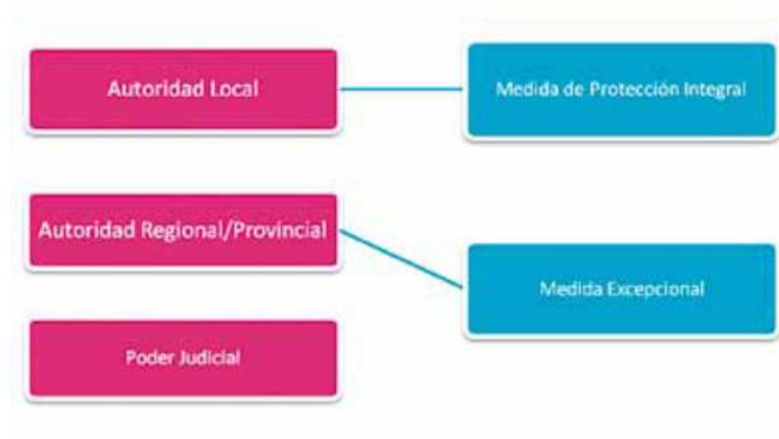 Autoridad Local
Medida de Protección Integral
Autoridad Regional/Provincial
Medida Excepcional
Poder Judicial